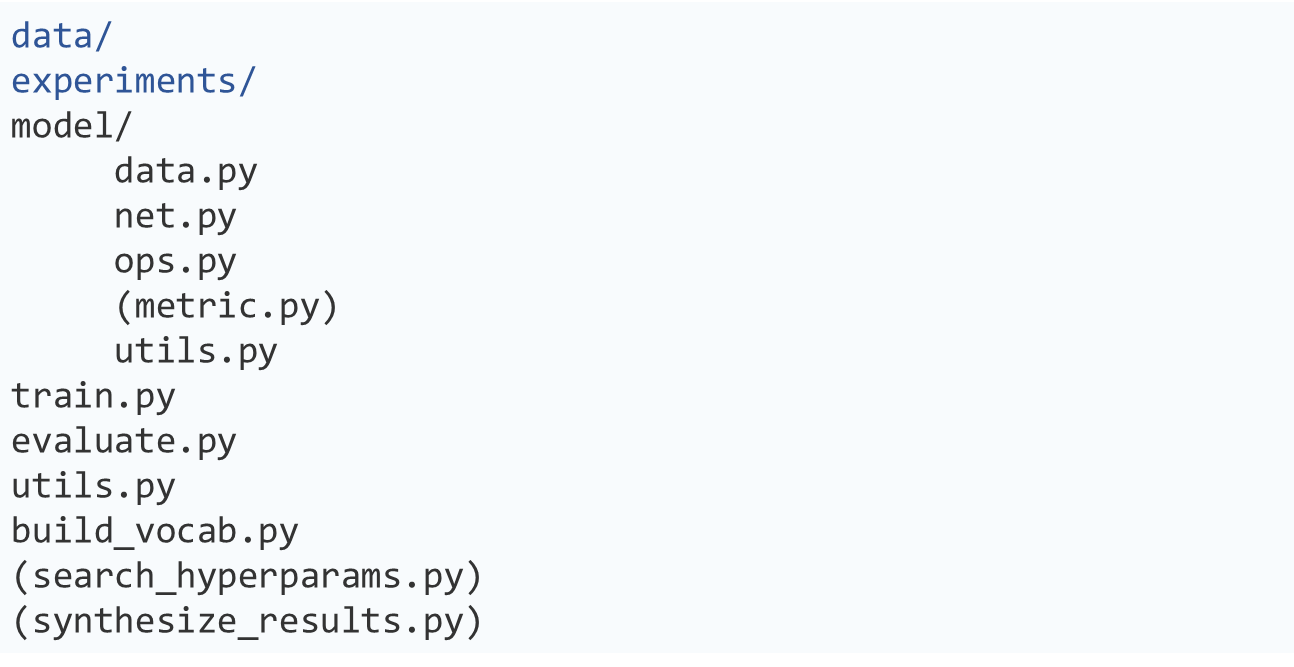 data/
experiments/
model/
data.py
net.py
ops.py
(metric.py)
utils.py
train.py
evaluate.py
utils.py
build_vocab.py
(search_hyperparams.py)
(synthesize_results.py)